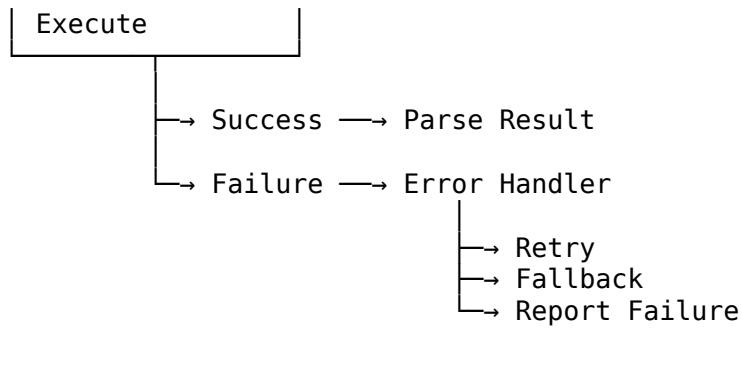 Execute
Success → Parse Result
Failure → Error Handler
Retry
Fallback
Report Failure